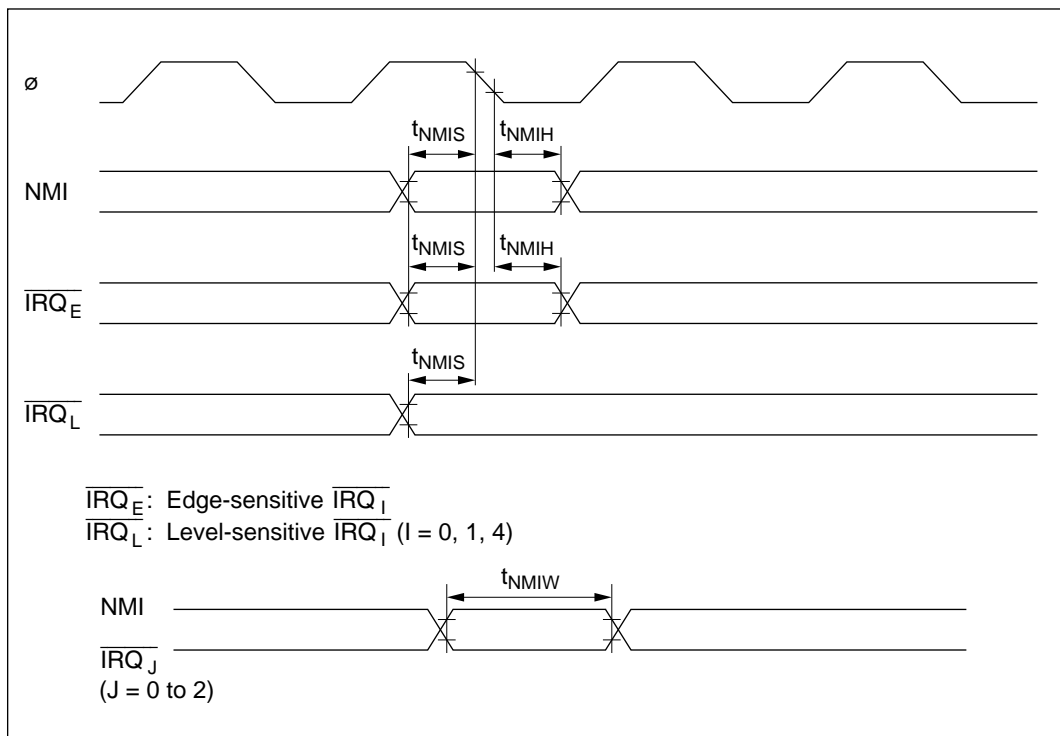 ø
tNMIS tNMIH
NMI
tNMIS tNMIH
IRQE
tNMIS
IRQL
IRQE: Edge-sensitive IRQI
IRQL: Level-sensitive IRQI (I = 0, 1, 4)
tNMIW
NMI
IRQJ
(J = 0 to 2)